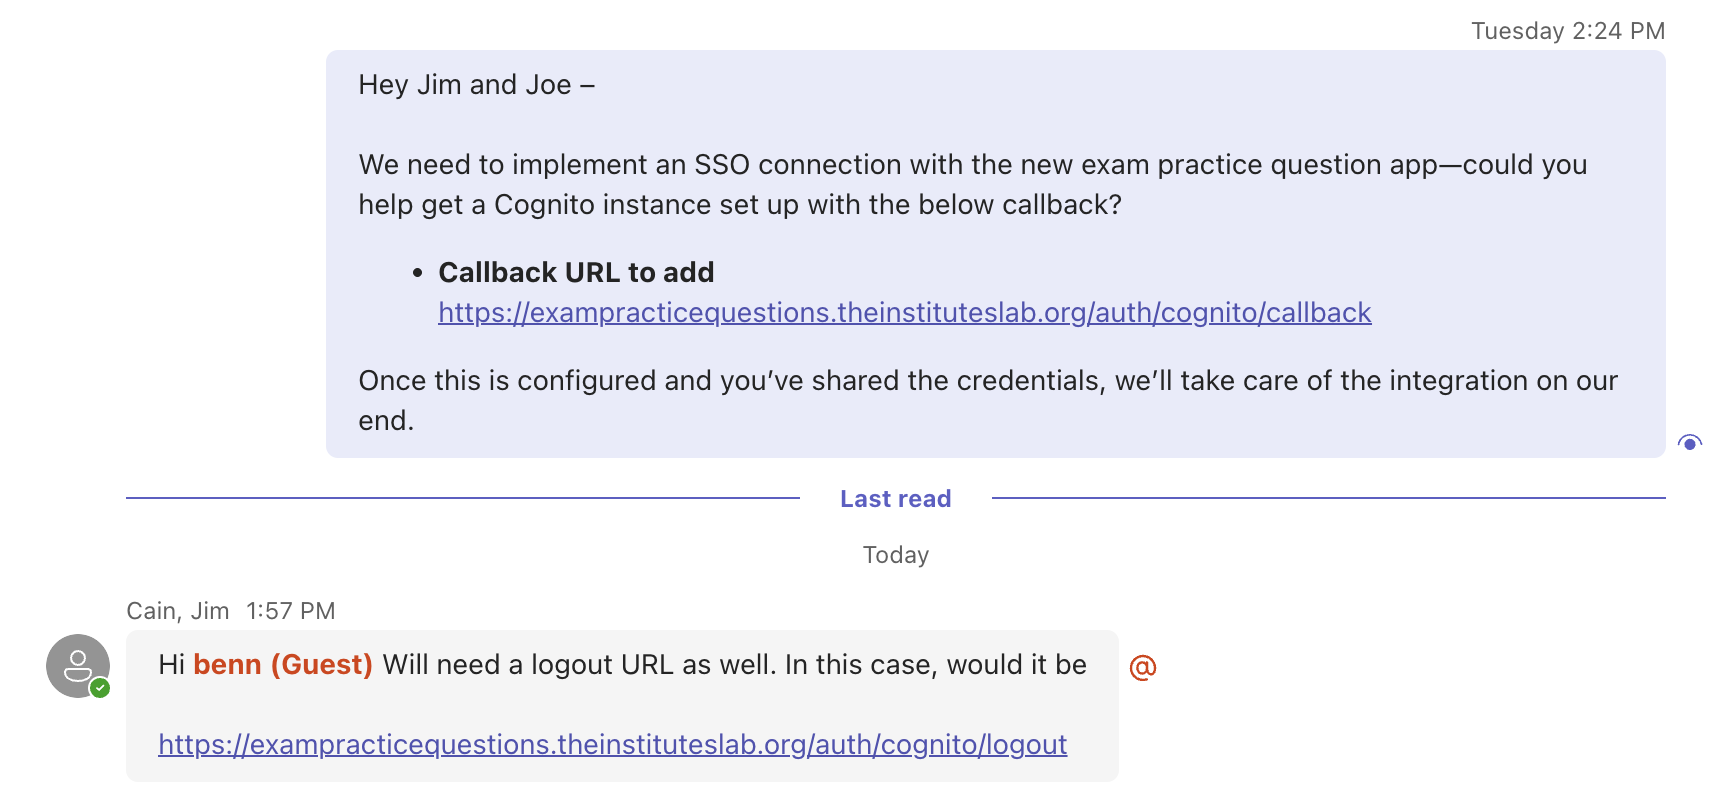 Tuesday 2:24 PM
Hey Jim and Joe –
We need to implement an SSO connection with the new exam practice question app—could you
help get a Cognito instance set up with the below callback?
• Callback URL to add
https://exampracticequestions.theinstituteslab.org/auth/cognito/callback
Once this is configured and you’ve shared the credentials, we’ll take care of the integration on our
end.
Last read
Today
Cain, Jim 1:57 PM
Hi benn (Guest) Will need a logout URL as well. In this case, would it be
@
https://exampracticequestions.theinstituteslab.org/auth/cognito/logout